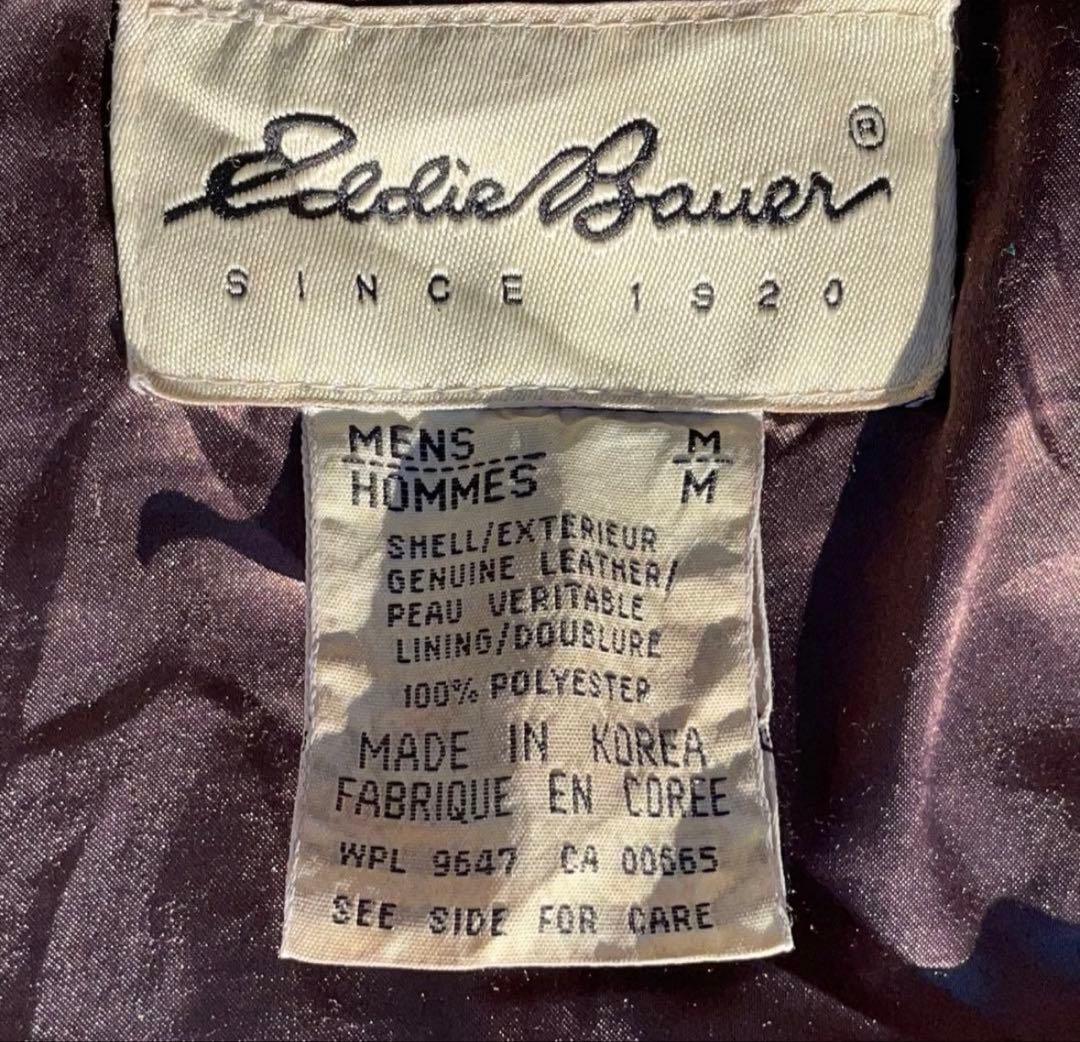 Eddie Bauer®
SINCE 1920
MENS M
HOMMES M
SHELL/EXTERIEUR
GENUINE LEATHER/
PEAU VERITABLE
LINING/DOUBLURE
100% POLYESTER
MADE IN KOREA
FABRIQUE EN COREE
WPL 9647 CA 00665
SEE SIDE FOR CARE